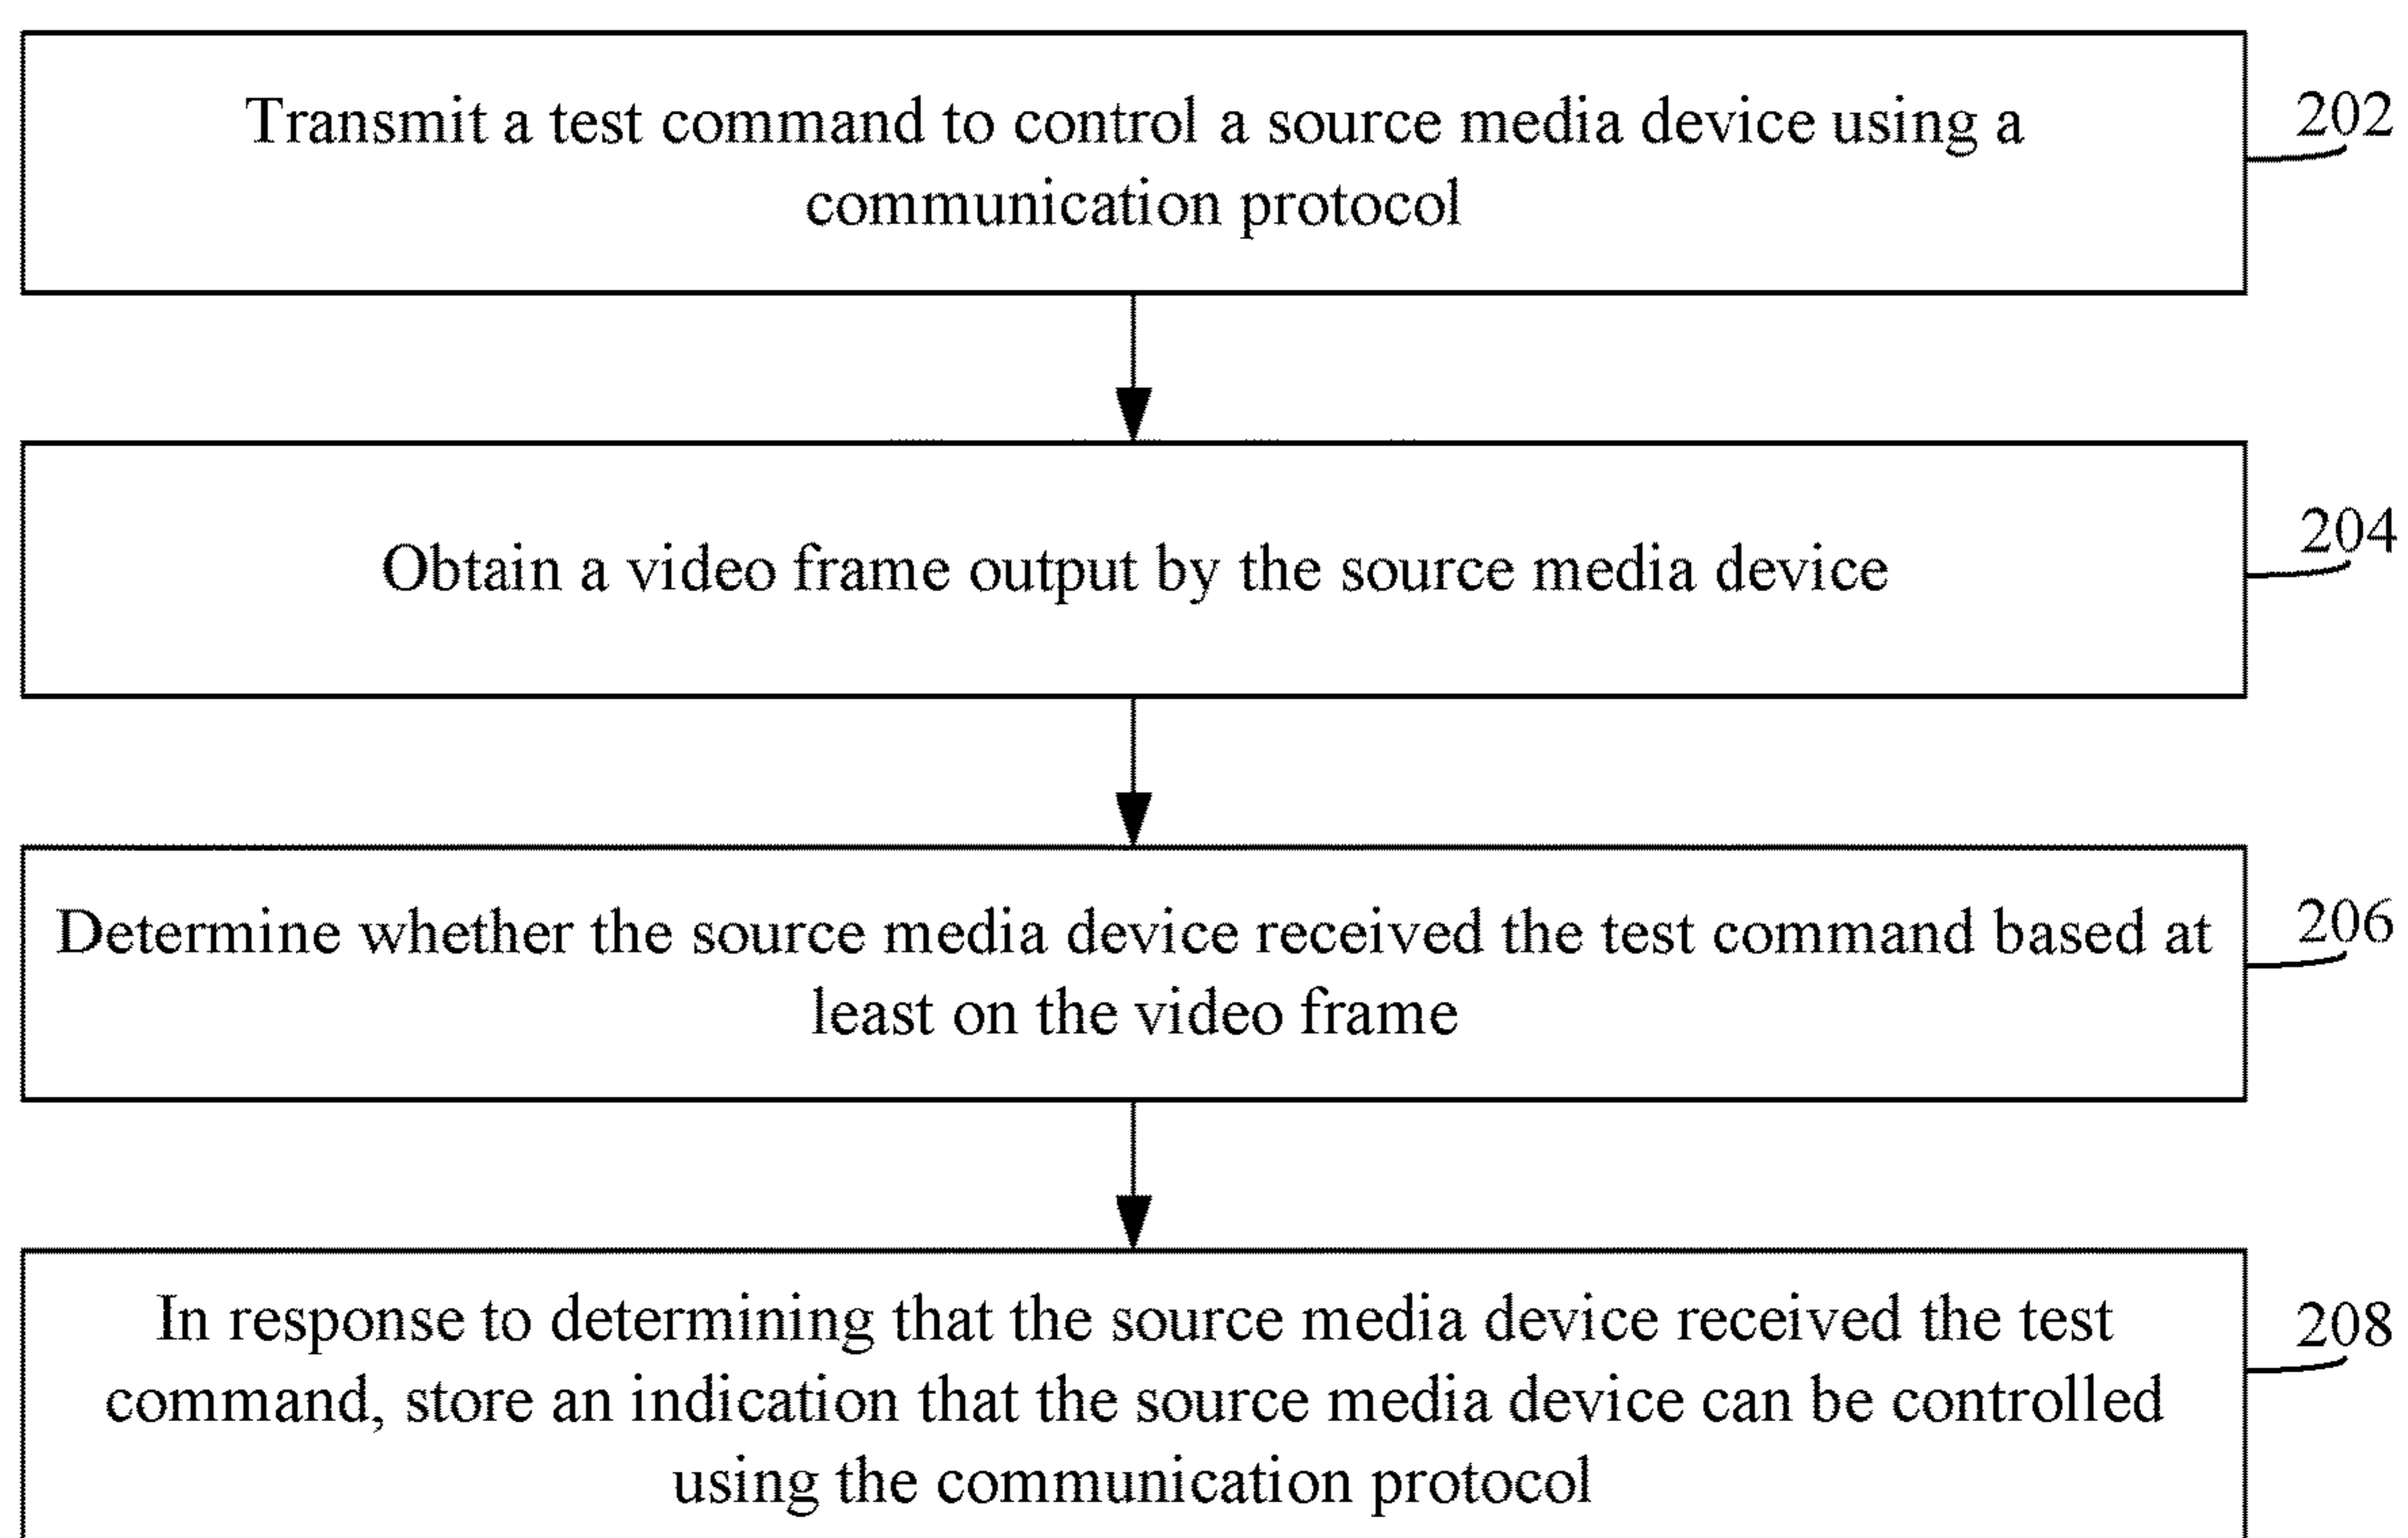 Transmit a test command to control a source media device using a
communication protocol
202
Obtain a video frame output by the source media device
204
Determine whether the source media device received the test command based at
least on the video frame
206
In response to determining that the source media device received the test
command, store an indication that the source media device can be controlled
using the communication protocol
208